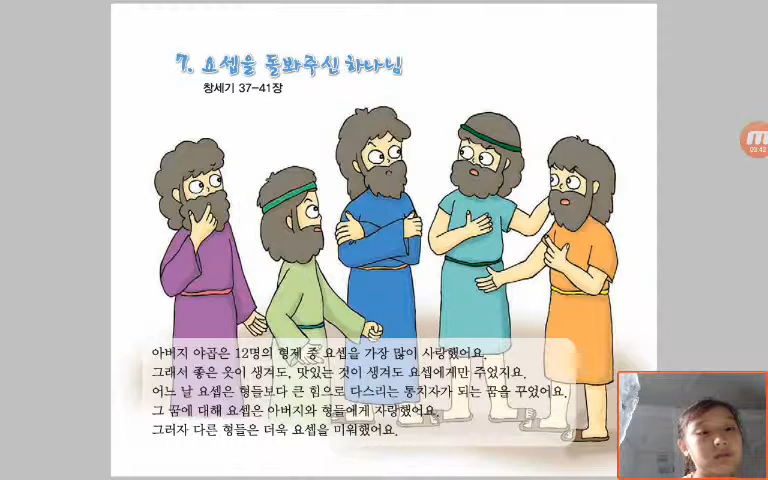 7. 요셉을 돌봐주신 하나님
창세기 37-41장
아버지 야곱은 12명의 형제 중 요셉을 가장 많이 사랑했어요.
그래서 좋은 옷이 생겨도, 맛있는 것이 생겨도 요셉에게만 주었지요.
어느 날 요셉은 형들보다 큰 힘으로 다스리는 통치자가 되는 꿈을 꾸었어요.
그 꿈에 대해 요셉은 아버지와 형들에게 자랑했어요.
그러자 다른 형들은 더욱 요셉을 미워했어요.
03:42